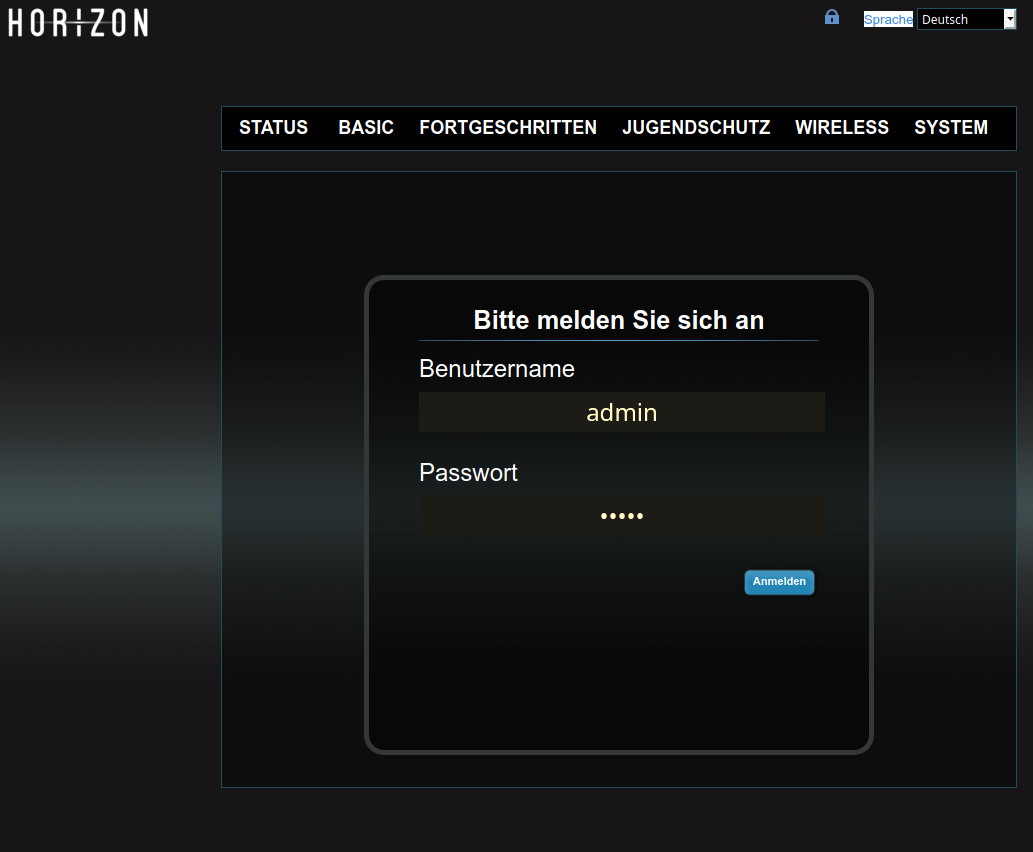 HORIZON
Sprache Deutsch
STATUS BASIC FORTGESCHRITTEN JUGENDSCHUTZ WIRELESS SYSTEM
Bitte melden Sie sich an
Benutzername
admin
Passwort
•••••
Anmelden